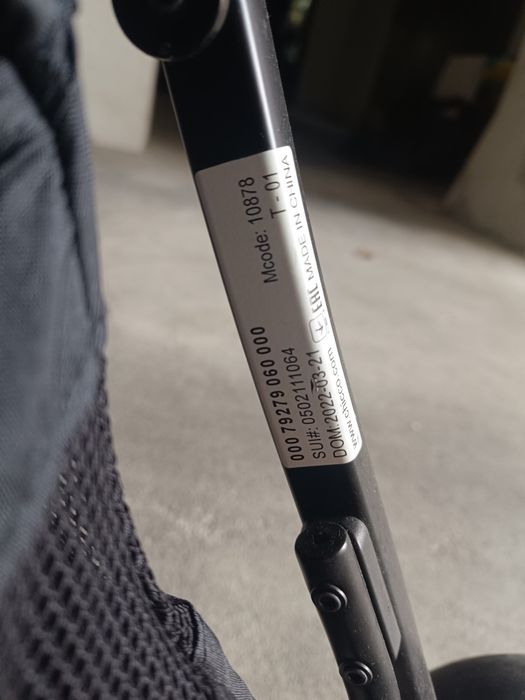 000 79279 060 000
Mcode: 10878
SUI#: 0502111064
T - 01
DOM:2022-03-21
EAC MADE IN CHINA
www.chicco.com